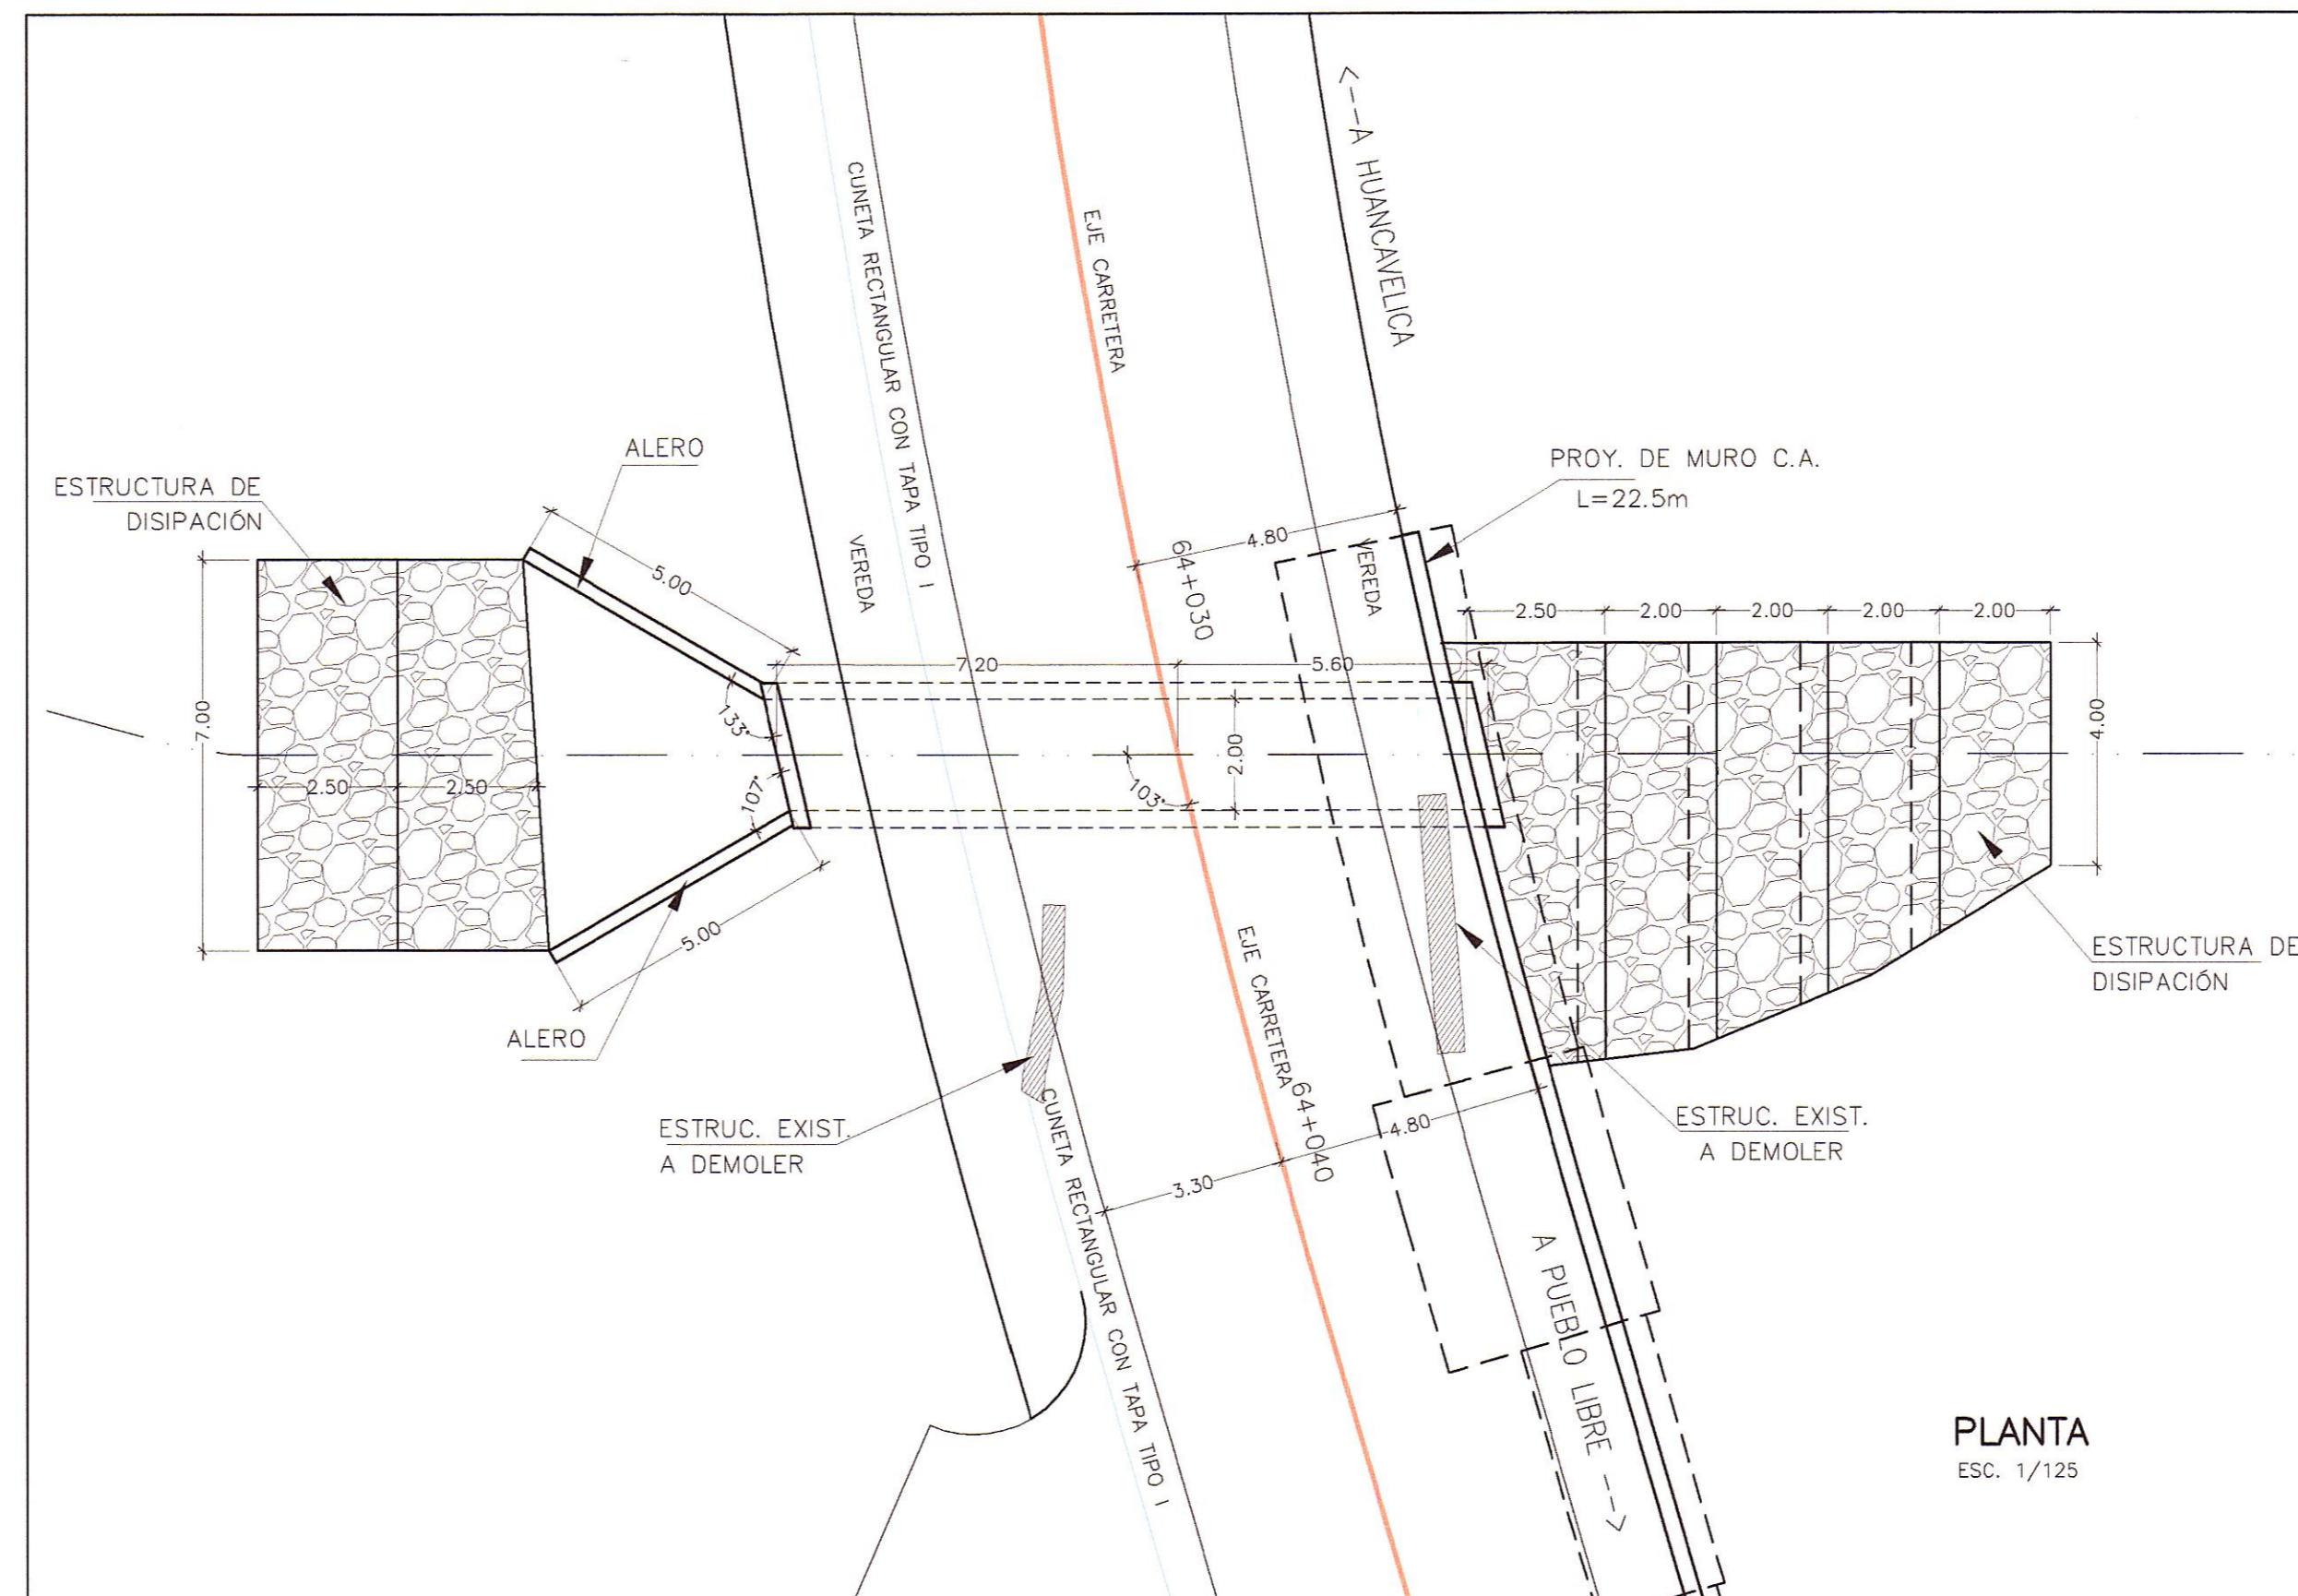 <---A HUANCAVELICA
CUNETA RECTANGULAR CON TAPA TIPO I
EJE CARRETERA
ALERO
ESTRUCTURA DE
DISIPACIÓN
PROY. DE MURO C.A.
L=22.5m
VEREDA
VEREDA
5.00
4.80
64+030
2.50
2.00
2.00
2.00
2.00
7.20
5.60
7.00
133°
2.00
4.00
2.50
2.50
107°
103°
5.00
EJE CARRETERA
ESTRUCTURA DE
DISIPACIÓN
ALERO
ESTRUC. EXIST.
A DEMOLER
64+040
4.80
3.30
ESTRUC. EXIST.
A DEMOLER
CUNETA RECTANGULAR CON TAPA TIPO I
A PUEBLO LIBRE --->
PLANTA
ESC. 1/125